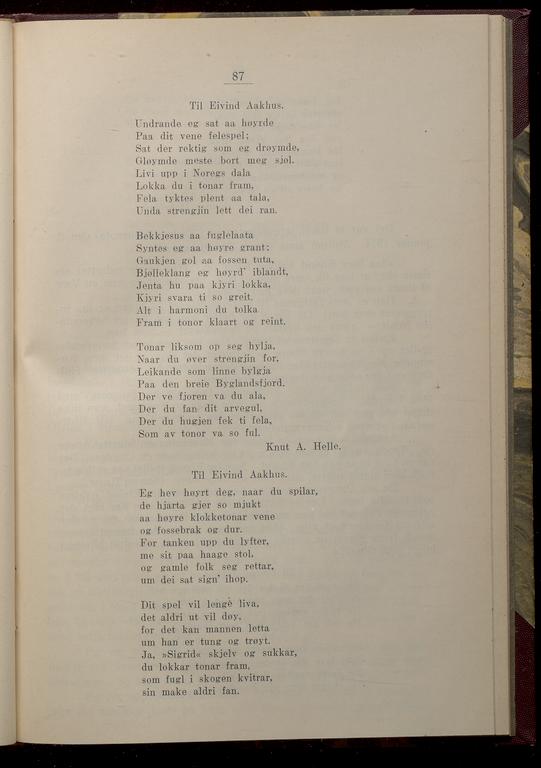 87
Til Eivind Aakhus.
Undrande eg sat aa høyrde
Paa dit vene felespel;
Sat der rektig som eg drøymde,
Gløymde meste bort meg sjøl.
Livi upp i Noregs dala
Lokka du i tonar fram,
Fela tyktes plent aa tala,
Unda strengjin lett dei ran.
Bekkjesus aa fuglelaata
Syntes eg aa høyre grant;
Gaukjen gol aa fossen tuta,
Bjølleklang eg høyrd' iblandt,
Jenta hu paa kjyri lokka,
Kjyri svara ti so greit.
Alt i harmoni du tolka
Fram i tonor klaart og reint.
Tonar liksom op seg hylja,
Naar du øver strengjin for,
Leikande som linne bylgja
Paa den breie Byglandsfjord.
Der ve fjoren va du ala,
Der du fan dit arvegul,
Der du hugjen fek ti fela,
Som av tonor va so ful.
Knut A. Helle.
Til Eivind Aakhus.
Eg hev høyrt deg, naar du spilar,
de hjarta gjer so mjukt
aa høyre klokketonar vene
og fossebrak og dur.
For tanken upp du lyfter,
me sit paa haage stol,
og gamle folk seg rettar,
um dei sat sign' ihop.
Dit spel vil lengè liva,
det aldri ut vil døy,
for det kan mannen letta
um han er tung og trøyt.
Ja, »Sigrid« skjelv og sukkar,
du lokkar tonar fram,
som fugl i skogen kvitrar,
sin make aldri fan.